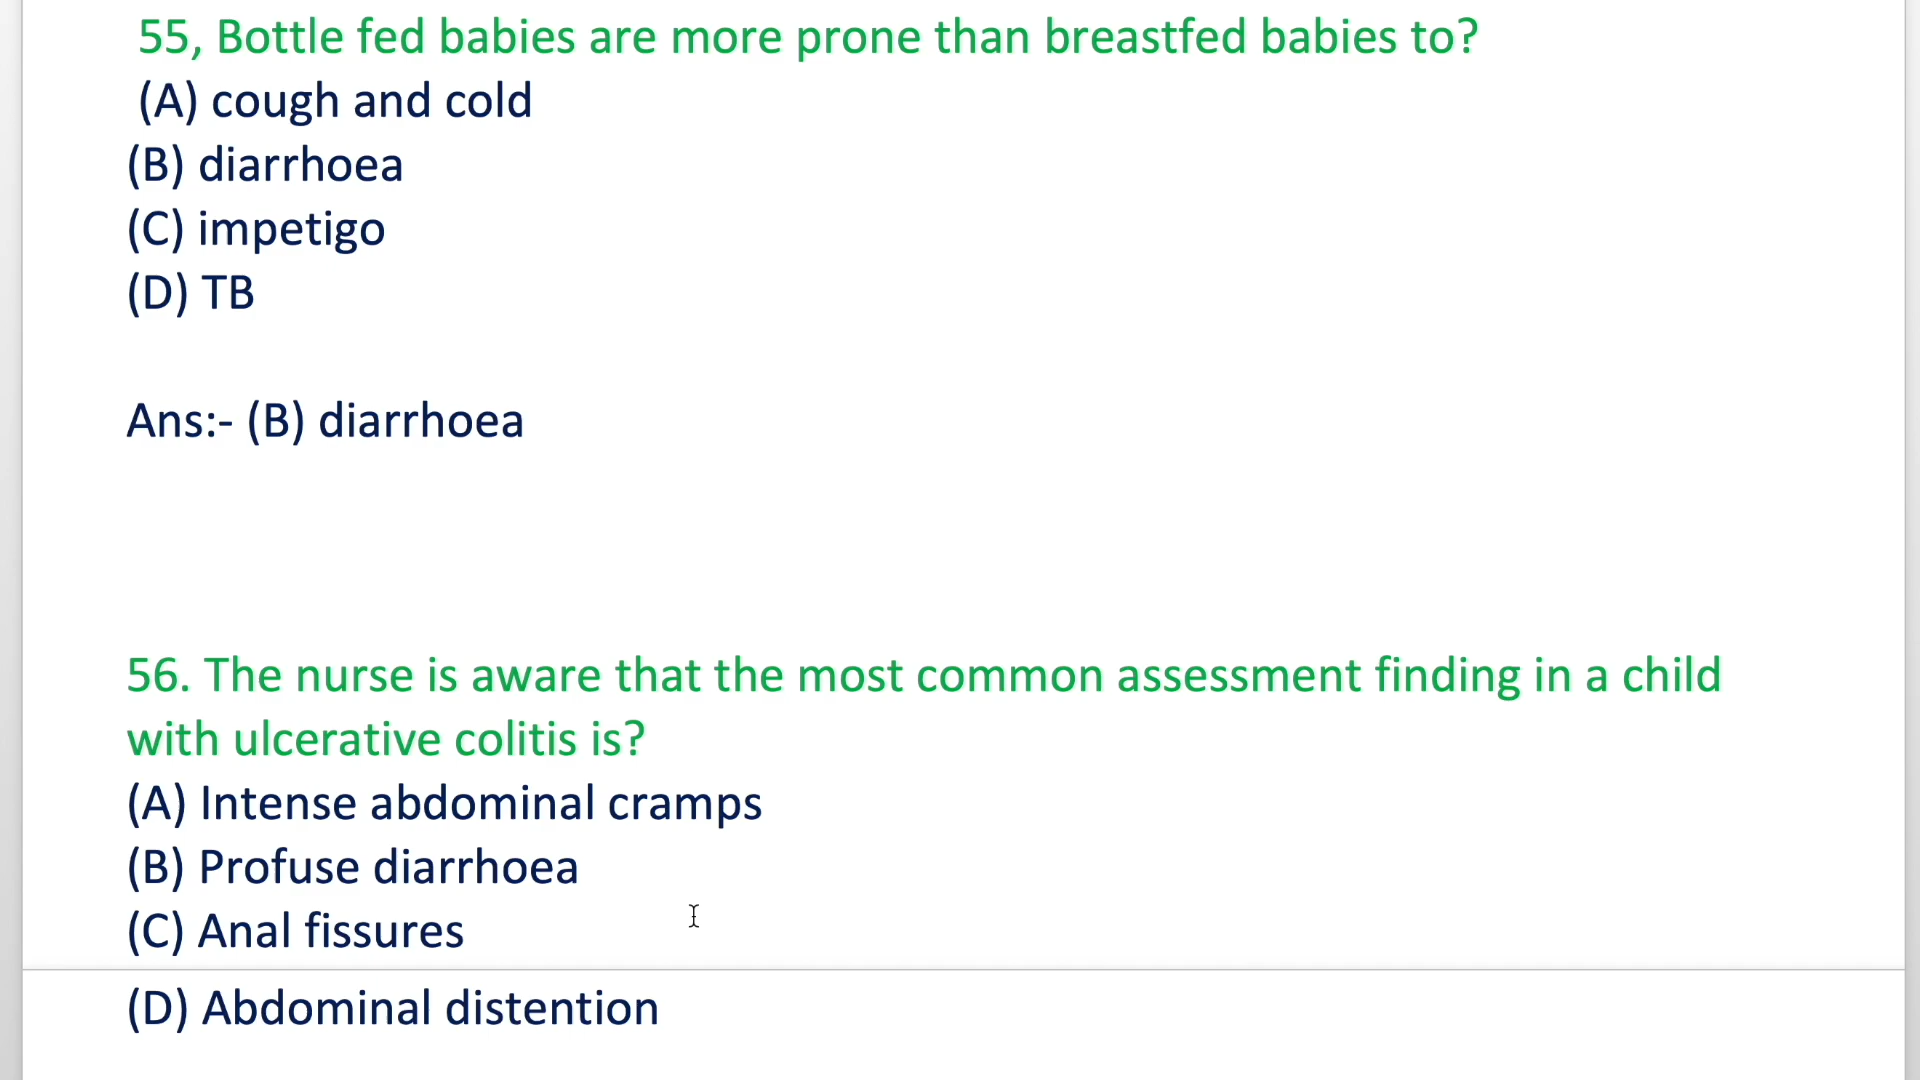 55, Bottle fed babies are more prone than breastfed babies to?
(A) cough and cold
(B) diarrhoea
(C) impetigo
(D) TB
Ans:- (B) diarrhoea
56. The nurse is aware that the most common assessment finding in a child
with ulcerative colitis is?
(A) Intense abdominal cramps
(B) Profuse diarrhoea
(C) Anal fissures
(D) Abdominal distention